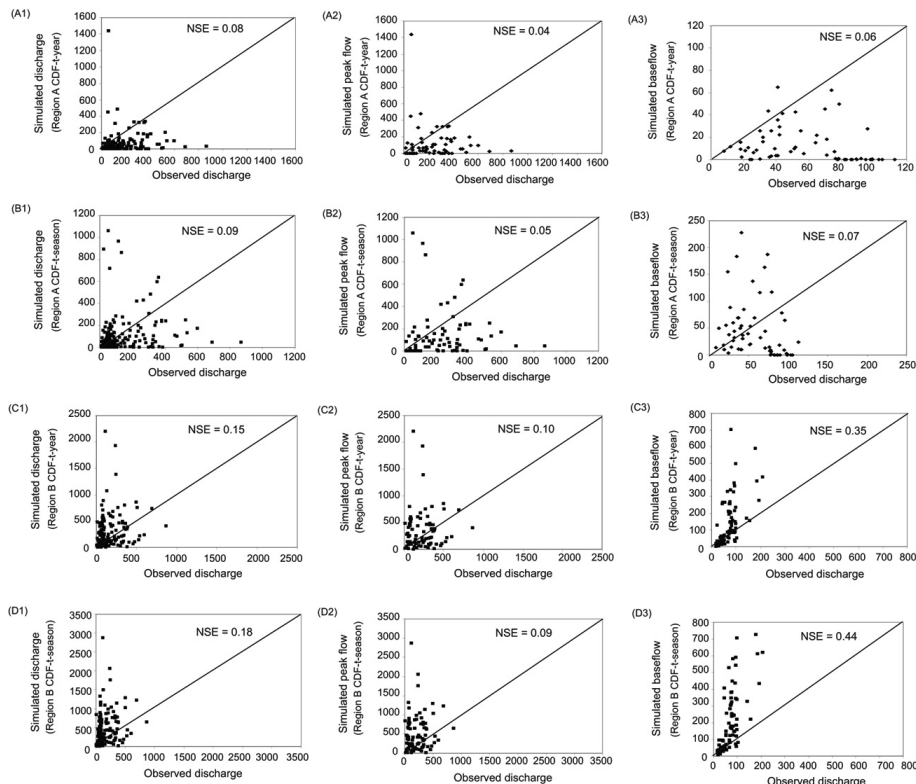 (A1)
NSE = 0.08
Simulated discharge
(Region A CDF-t-year)
1600
1400
1200
1000
800
600
400
200
0
0 200 400 600 800 1000 1200 1400 1600
Observed discharge
(A2)
NSE = 0.04
Simulated peak flow
(Region A CDF-t-year)
1600
1400
1200
1000
800
600
400
200
0
0 200 400 600 800 1000 1200 1400 1600
Observed discharge
(A3)
NSE = 0.06
Simulated baseflow
(Region A CDF-t-year)
120
100
80
60
40
20
0
0 20 40 60 80 100 120
Observed discharge
(B1)
NSE = 0.09
Simulated discharge
(Region A CDF-t-season)
1200
1000
800
600
400
200
0
0 200 400 600 800 1000 1200
Observed discharge
(B2)
NSE = 0.05
Simulated peak flow
(Region A CDF-t-season)
1200
1000
800
600
400
200
0
0 200 400 600 800 1000 1200
Observed discharge
(B3)
NSE = 0.07
Simulated baseflow
(Region A CDF-t-season)
250
200
150
100
50
0
0 50 100 150 200 250
Observed discharge
(C1)
NSE = 0.15
Simulated discharge
(Region B CDF-t-year)
2500
2000
1500
1000
500
0
0 500 1000 1500 2000 2500
Observed discharge
(C2)
NSE = 0.10
Simulated peak flow
(Region B CDF-t-year)
2500
2000
1500
1000
500
0
0 500 1000 1500 2000 2500
Observed discharge
(C3)
NSE = 0.35
Simulated baseflow
(Region B CDF-t-year)
800
700
600
500
400
300
200
100
0
0 100 200 300 400 500 600 700 800
Observed discharge
(D1)
NSE = 0.18
Simulated discharge
(Region B CDF-t-season)
3500
3000
2500
2000
1500
1000
500
0
0 500 1000 1500 2000 2500 3000 3500
Observed discharge
(D2)
NSE = 0.09
Simulated peak flow
(Region B CDF-t-season)
3500
3000
2500
2000
1500
1000
500
0
0 500 1000 1500 2000 2500 3000 3500
Observed discharge
(D3)
NSE = 0.44
Simulated baseflow
(Region B CDF-t-season)
800
700
600
500
400
300
200
100
0
0 100 200 300 400 500 600 700 800
Observed discharge